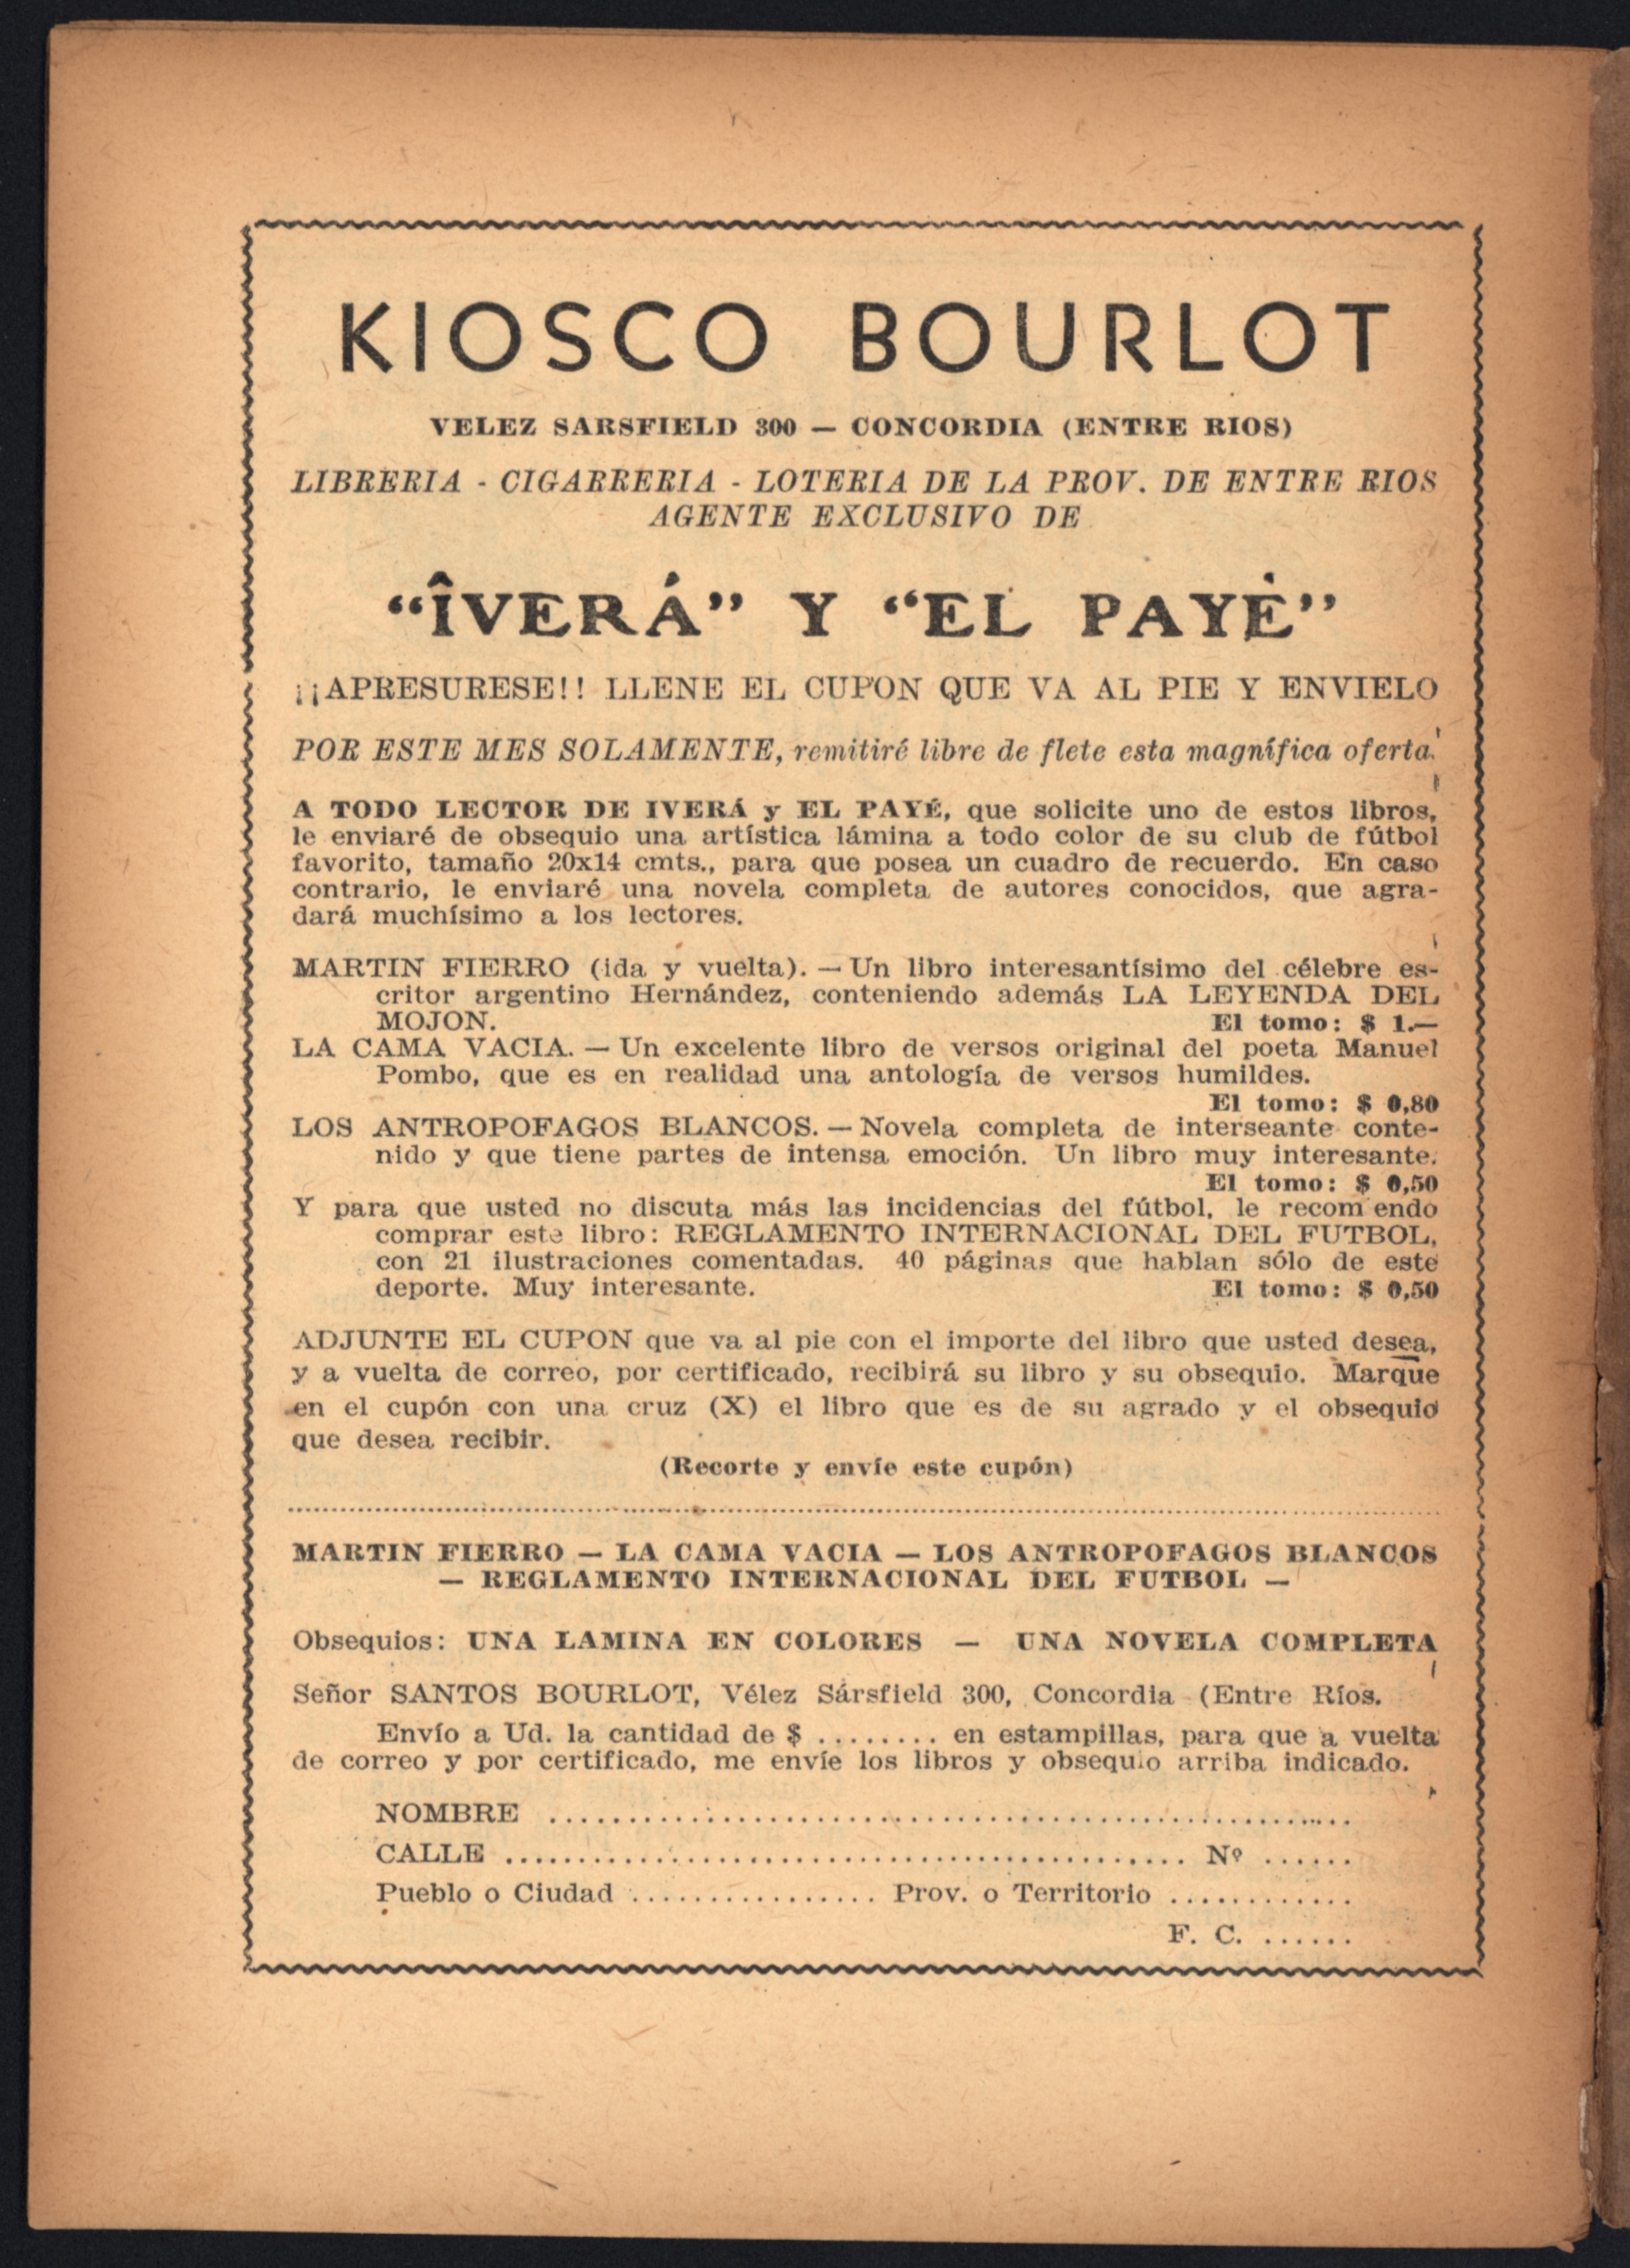 KIOSCO BOURLOT
VELEZ SARSFIELD 300 — CONCORDIA (ENTRE RIOS)
LIBRERIA - CIGARRERIA - LOTERIA DE LA PROV. DE ENTRE RIOS
AGENTE EXCLUSIVO DE
“ÎVERÁ” Y “EL PAYÉ”
¡¡APRESURESE!! LLENE EL CUPON QUE VA AL PIE Y ENVIELO
POR ESTE MES SOLAMENTE, remitiré libre de flete esta magnífica oferta.
A TODO LECTOR DE IVERÁ y EL PAYÉ, que solicite uno de estos libros,
le enviaré de obsequio una artística lámina a todo color de su club de fútbol
favorito, tamaño 20x14 cmts., para que posea un cuadro de recuerdo. En caso
contrario, le enviaré una novela completa de autores conocidos, que agra-
dará muchísimo a los lectores.
MARTIN FIERRO (ida y vuelta). — Un libro interesantísimo del célebre es-
critor argentino Hernández, conteniendo además LA LEYENDA DEL
MOJON. El tomo: $ 1.—
LA CAMA VACIA. — Un excelente libro de versos original del poeta Manuel
Pombo, que es en realidad una antología de versos humildes.
El tomo: $ 0,80
LOS ANTROPOFAGOS BLANCOS. — Novela completa de interseante conte-
nido y que tiene partes de intensa emoción. Un libro muy interesante.
El tomo: $ 0,50
Y para que usted no discuta más las incidencias del fútbol, le recom endo
comprar este libro: REGLAMENTO INTERNACIONAL DEL FUTBOL,
con 21 ilustraciones comentadas. 40 páginas que hablan sólo de este
deporte. Muy interesante. El tomo: $ 0,50
ADJUNTE EL CUPON que va al pie con el importe del libro que usted desea,
y a vuelta de correo, por certificado, recibirá su libro y su obsequio. Marque
en el cupón con una cruz (X) el libro que es de su agrado y el obsequio
que desea recibir.
(Recorte y envíe este cupón)
MARTIN FIERRO — LA CAMA VACIA — LOS ANTROPOFAGOS BLANCOS
— REGLAMENTO INTERNACIONAL DEL FUTBOL —
Obsequios: UNA LAMINA EN COLORES — UNA NOVELA COMPLETA
Señor SANTOS BOURLOT, Vélez Sársfield 300, Concordia (Entre Ríos.
Envío a Ud. la cantidad de $ ........ en estampillas, para que a vuelta
de correo y por certificado, me envíe los libros y obsequio arriba indicado.
NOMBRE ....................................................
CALLE ............................................ Nº ......
Pueblo o Ciudad ................ Prov. o Territorio ............
F. C. ......